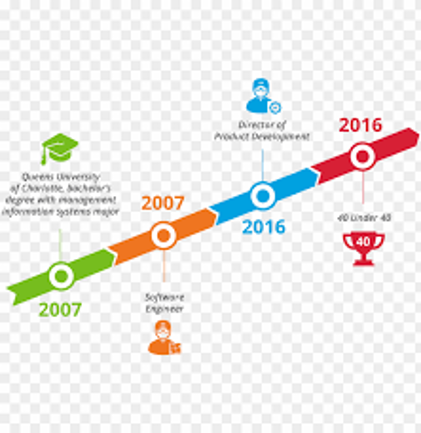 Queens University
of Charlotte, bachelor's
degree with management
information systems major
2007
2007
Software
Engineer
Director of
Product Development
2016
2016
40 Under 40
40